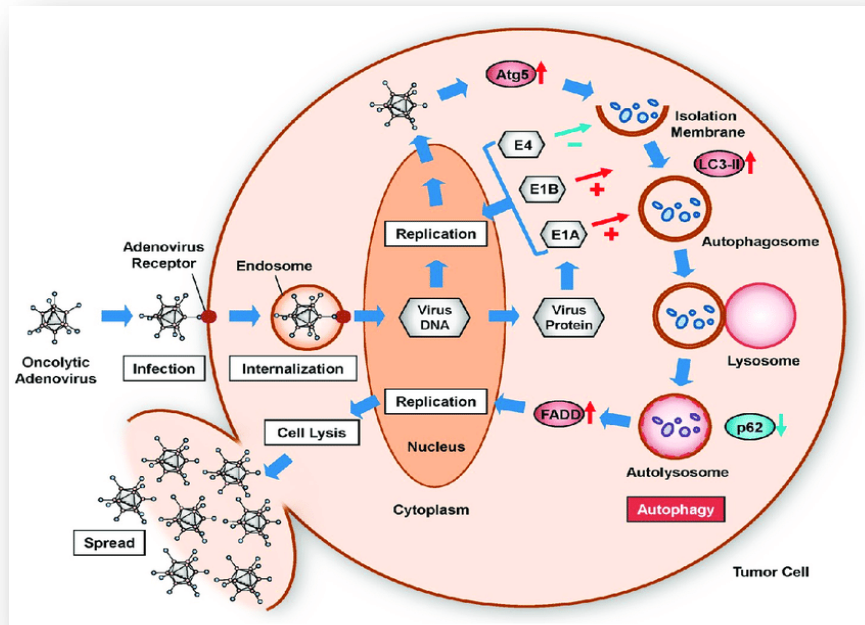 Atg5
Isolation
Membrane
E4
−
LC3-II
E1B
+
Replication
E1A
+
Autophagosome
Adenovirus
Receptor
Endosome
Virus
DNA
Virus
Protein
Oncolytic
Adenovirus
Infection
Internalization
Lysosome
Replication
FADD
p62
Cell Lysis
Nucleus
Autolysosome
Cytoplasm
Autophagy
Spread
Tumor Cell